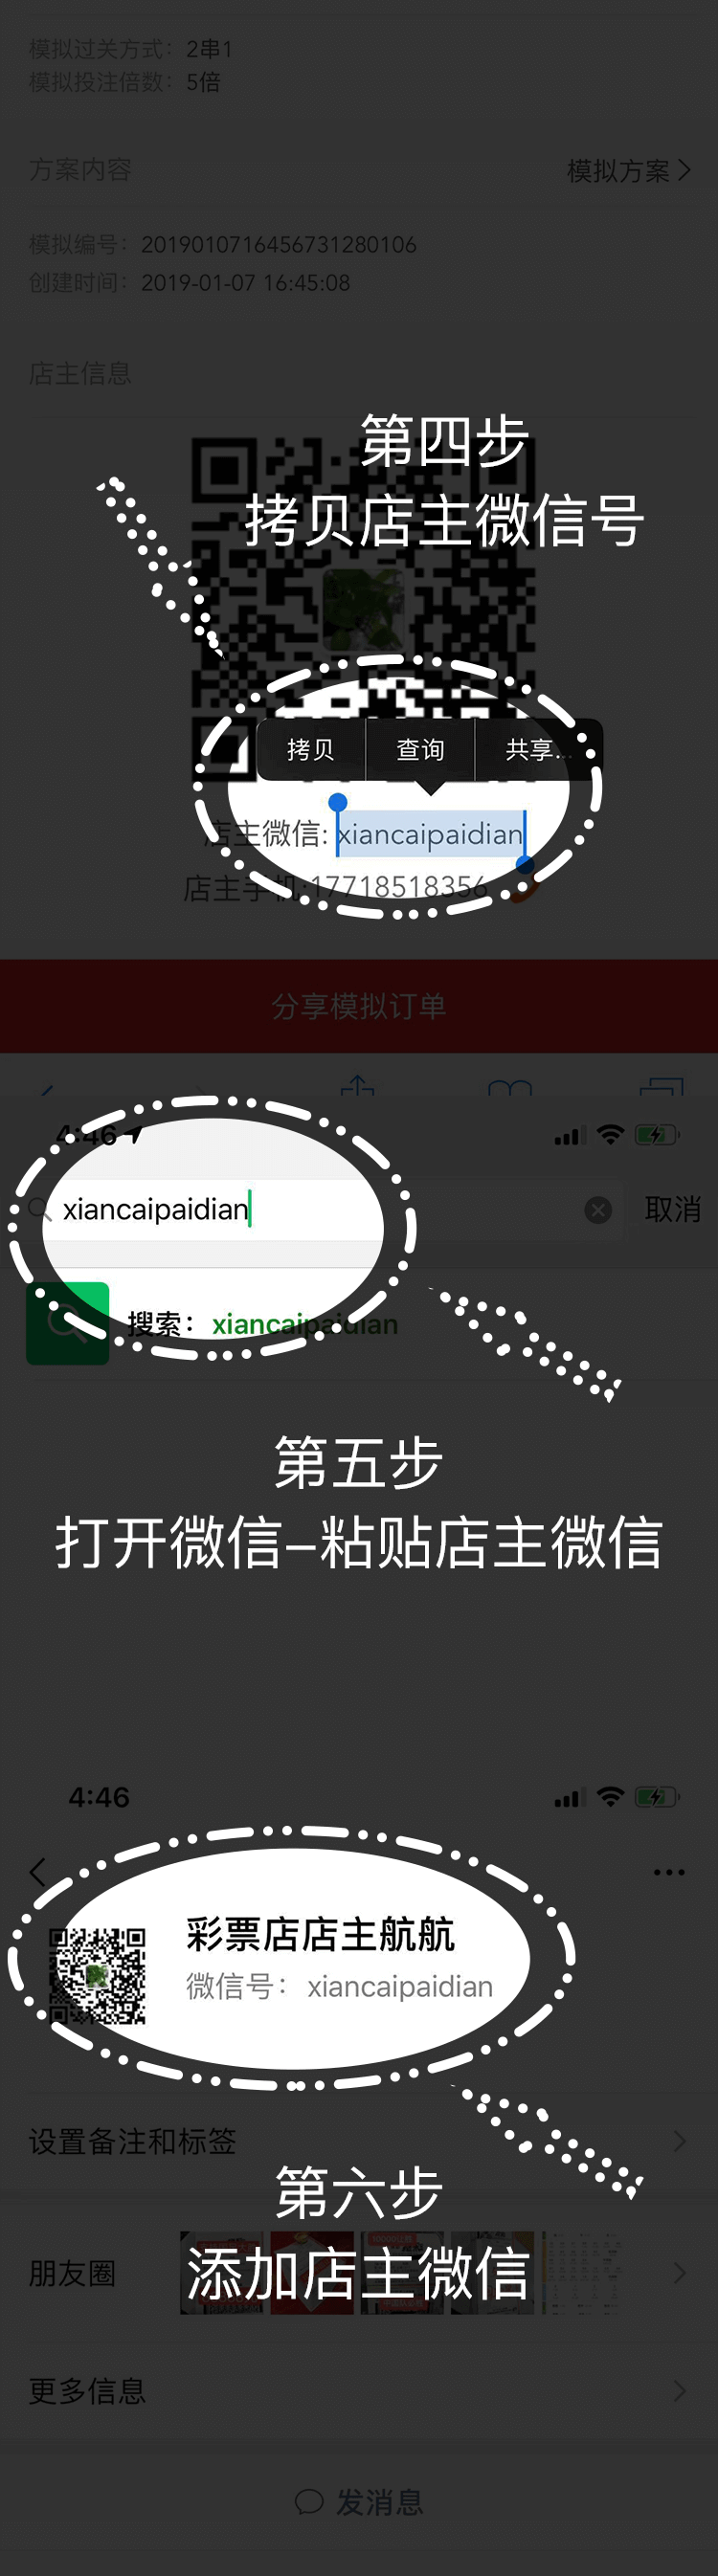 模拟过关方式：2串1
模拟投注倍数：5倍
方案内容
模拟方案
模拟编号：2019010716456731280106
创建时间：2019-01-07 16:45:08
店主信息
第四步
拷贝店主微信号
拷贝 查询 共享...
店主微信: xiancaipaidian
店主手机:17718518356
分享模拟订单
4:46
xiancaipaidian
取消
搜索：xiancaipaidian
第五步
打开微信–粘贴店主微信
4:46
彩票店店主航航
微信号：xiancaipaidian
设置备注和标签
第六步
添加店主微信
朋友圈
更多信息
发消息